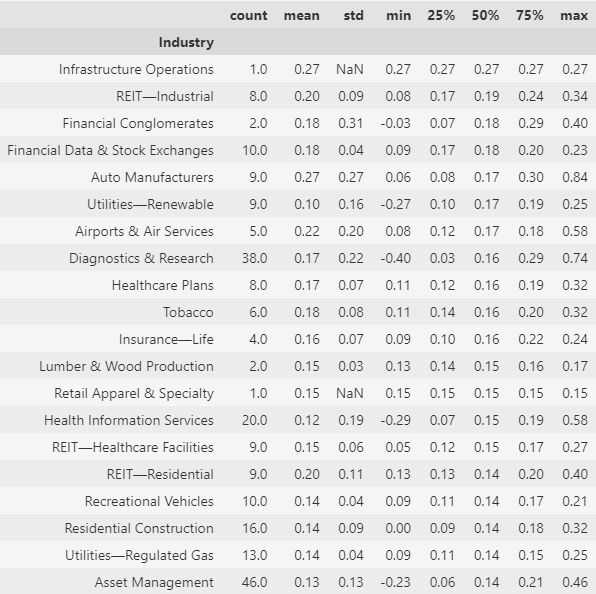 count mean std min 25% 50% 75% max
Industry
Infrastructure Operations 1.0 0.27 NaN 0.27 0.27 0.27 0.27 0.27
REIT—Industrial 8.0 0.20 0.09 0.08 0.17 0.19 0.24 0.34
Financial Conglomerates 2.0 0.18 0.31 -0.03 0.07 0.18 0.29 0.40
Financial Data & Stock Exchanges 10.0 0.18 0.04 0.09 0.17 0.18 0.20 0.23
Auto Manufacturers 9.0 0.27 0.27 0.06 0.08 0.17 0.30 0.84
Utilities—Renewable 9.0 0.10 0.16 -0.27 0.10 0.17 0.19 0.25
Airports & Air Services 5.0 0.22 0.20 0.08 0.12 0.17 0.18 0.58
Diagnostics & Research 38.0 0.17 0.22 -0.40 0.03 0.16 0.29 0.74
Healthcare Plans 8.0 0.17 0.07 0.11 0.12 0.16 0.19 0.32
Tobacco 6.0 0.18 0.08 0.11 0.14 0.16 0.20 0.32
Insurance—Life 4.0 0.16 0.07 0.09 0.10 0.16 0.22 0.24
Lumber & Wood Production 2.0 0.15 0.03 0.13 0.14 0.15 0.16 0.17
Retail Apparel & Specialty 1.0 0.15 NaN 0.15 0.15 0.15 0.15 0.15
Health Information Services 20.0 0.12 0.19 -0.29 0.07 0.15 0.19 0.58
REIT—Healthcare Facilities 9.0 0.15 0.06 0.05 0.12 0.15 0.17 0.27
REIT—Residential 9.0 0.20 0.11 0.13 0.13 0.14 0.20 0.40
Recreational Vehicles 10.0 0.14 0.04 0.09 0.11 0.14 0.17 0.21
Residential Construction 16.0 0.14 0.09 0.00 0.09 0.14 0.18 0.32
Utilities—Regulated Gas 13.0 0.14 0.04 0.09 0.11 0.14 0.15 0.25
Asset Management 46.0 0.13 0.13 -0.23 0.06 0.14 0.21 0.46